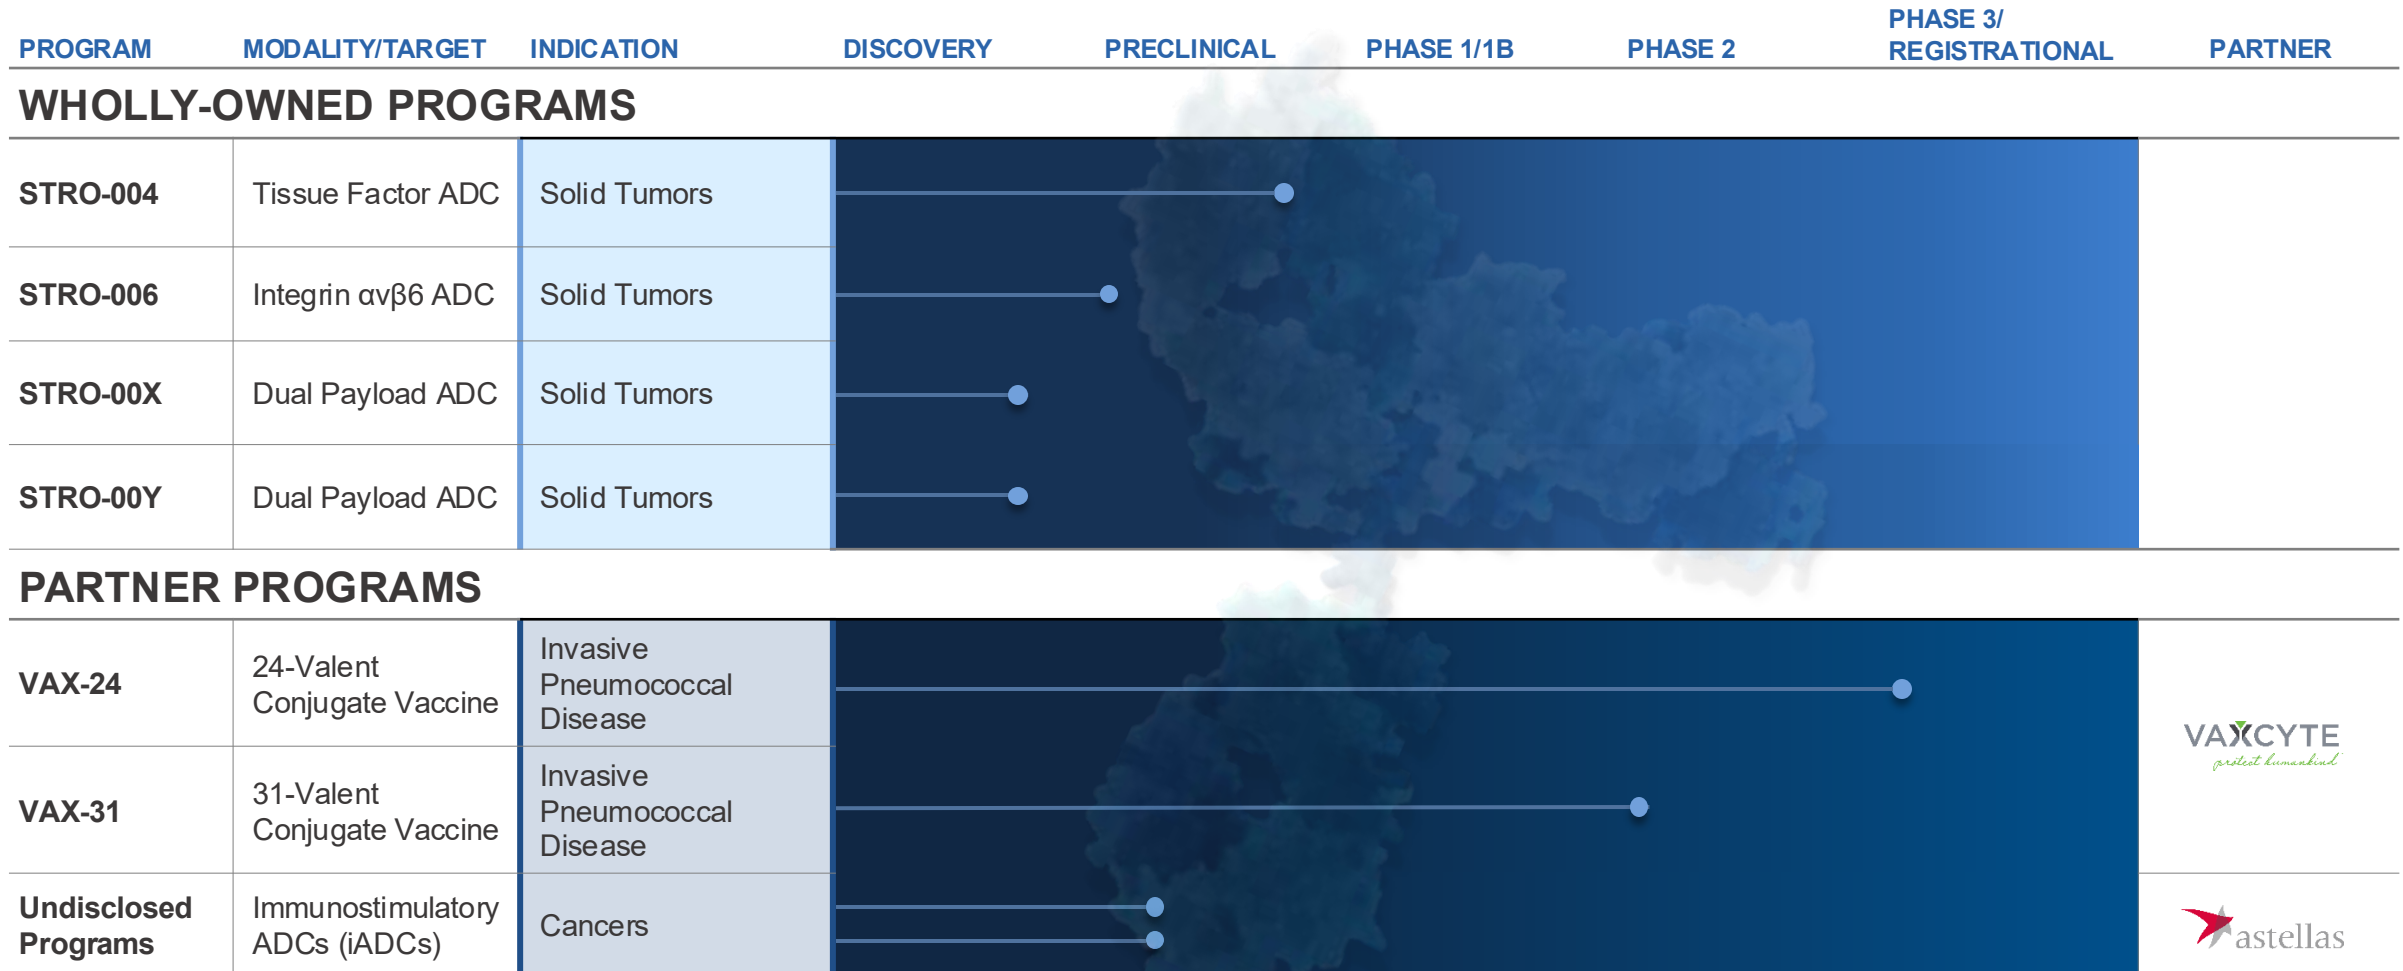 PROGRAM MODALITY/TARGET INDICATION DISCOVERY PRECLINICAL PHASE 1/1B PHASE 2 PHASE 3/
REGISTRATIONAL PARTNER
WHOLLY-OWNED PROGRAMS
STRO-004 Tissue Factor ADC Solid Tumors
STRO-006 Integrin αvβ6 ADC Solid Tumors
STRO-00X Dual Payload ADC Solid Tumors
STRO-00Y Dual Payload ADC Solid Tumors
PARTNER PROGRAMS
VAX-24
24-Valent
Conjugate Vaccine
Invasive
Pneumococcal
Disease
VAXCYTE
protect humankind
VAX-31
31-Valent
Conjugate Vaccine
Invasive
Pneumococcal
Disease
Undisclosed
Programs
Immunostimulatory
ADCs (iADCs)
Cancers
astellas